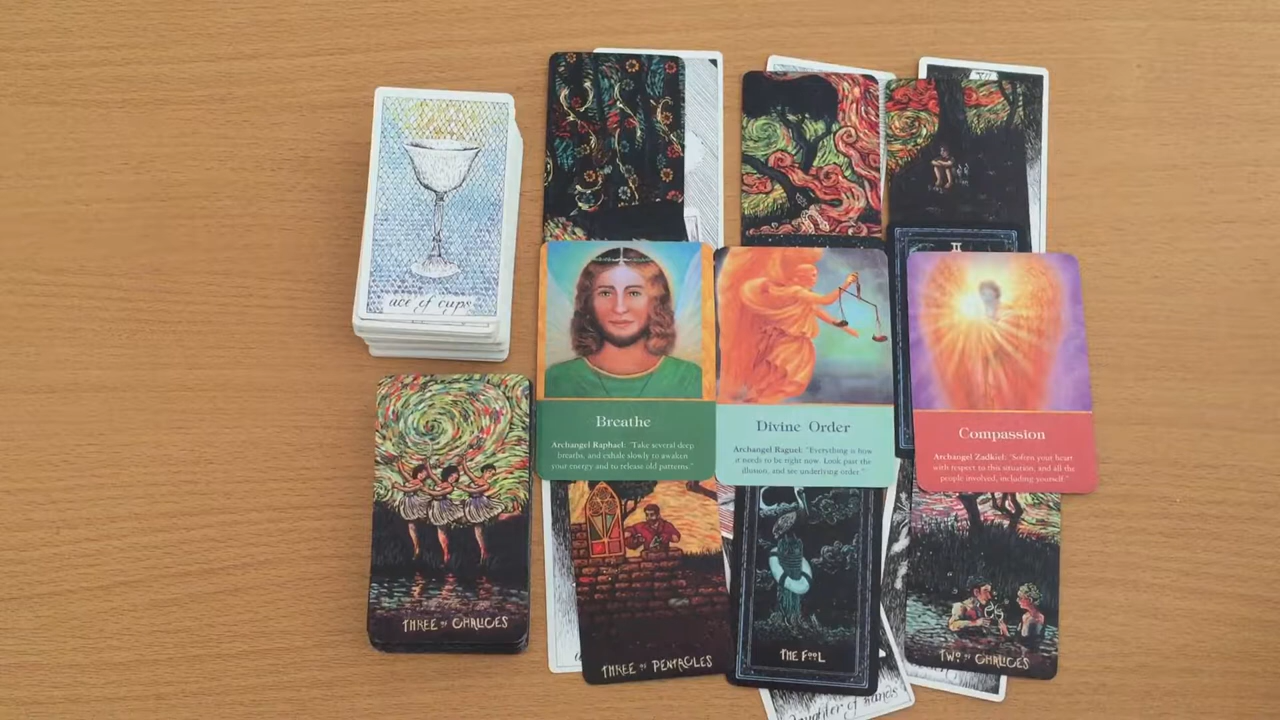 ace of cups
II
Breathe
Archangel Raphael: "Take several deep
breaths, and exhale slowly to awaken
your energy and to release old patterns."
Divine Order
Archangel Raguel: "Everything is how
it needs to be right now. Look past the
illusion, and see underlying order."
Compassion
Archangel Zadkiel: "Soften your heart
with respect to this situation, and all the
people involved, including yourself."
THREE OF CHALICES
THREE OF PENTACLES
THE FOOL
TWO OF CHALICES
daughter of wands